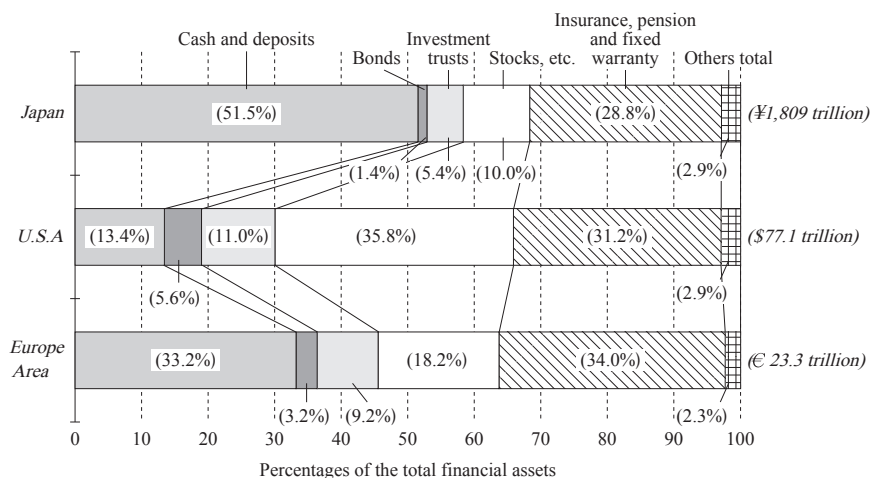 Insurance, pension
and fixed
warranty
Cash and deposits
Investment
trusts
Bonds
Stocks, etc.
Others total
Japan
(51.5%)
(28.8%)
(¥1,809 trillion)
(1.4%)
(5.4%)
(10.0%)
(2.9%)
U.S.A
(13.4%)
(11.0%)
(35.8%)
(31.2%)
($77.1 trillion)
(5.6%)
(2.9%)
Europe
Area
(33.2%)
(18.2%)
(34.0%)
(€ 23.3 trillion)
(3.2%)
(9.2%)
(2.3%)
0 10 20 30 40 50 60 70 80 90 100
Percentages of the total financial assets